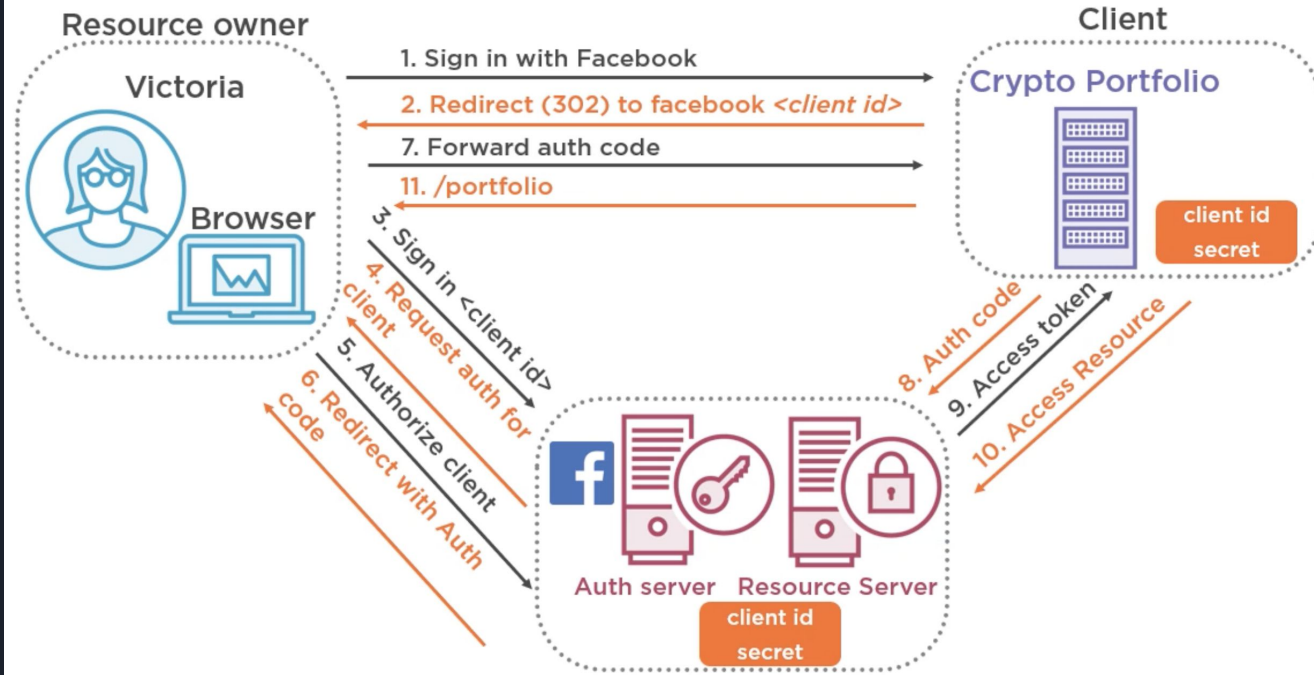 Resource owner
Client
Victoria
Browser
Crypto Portfolio
client id
secret
1. Sign in with Facebook
2. Redirect (302) to facebook <client id>
7. Forward auth code
11. /portfolio
3. Sign in <client id>
4. Request auth for
client
5. Authorize client
6. Redirect with Auth
code
8. Auth code
9. Access token
10. Access Resource
f
Auth server
Resource Server
client id
secret